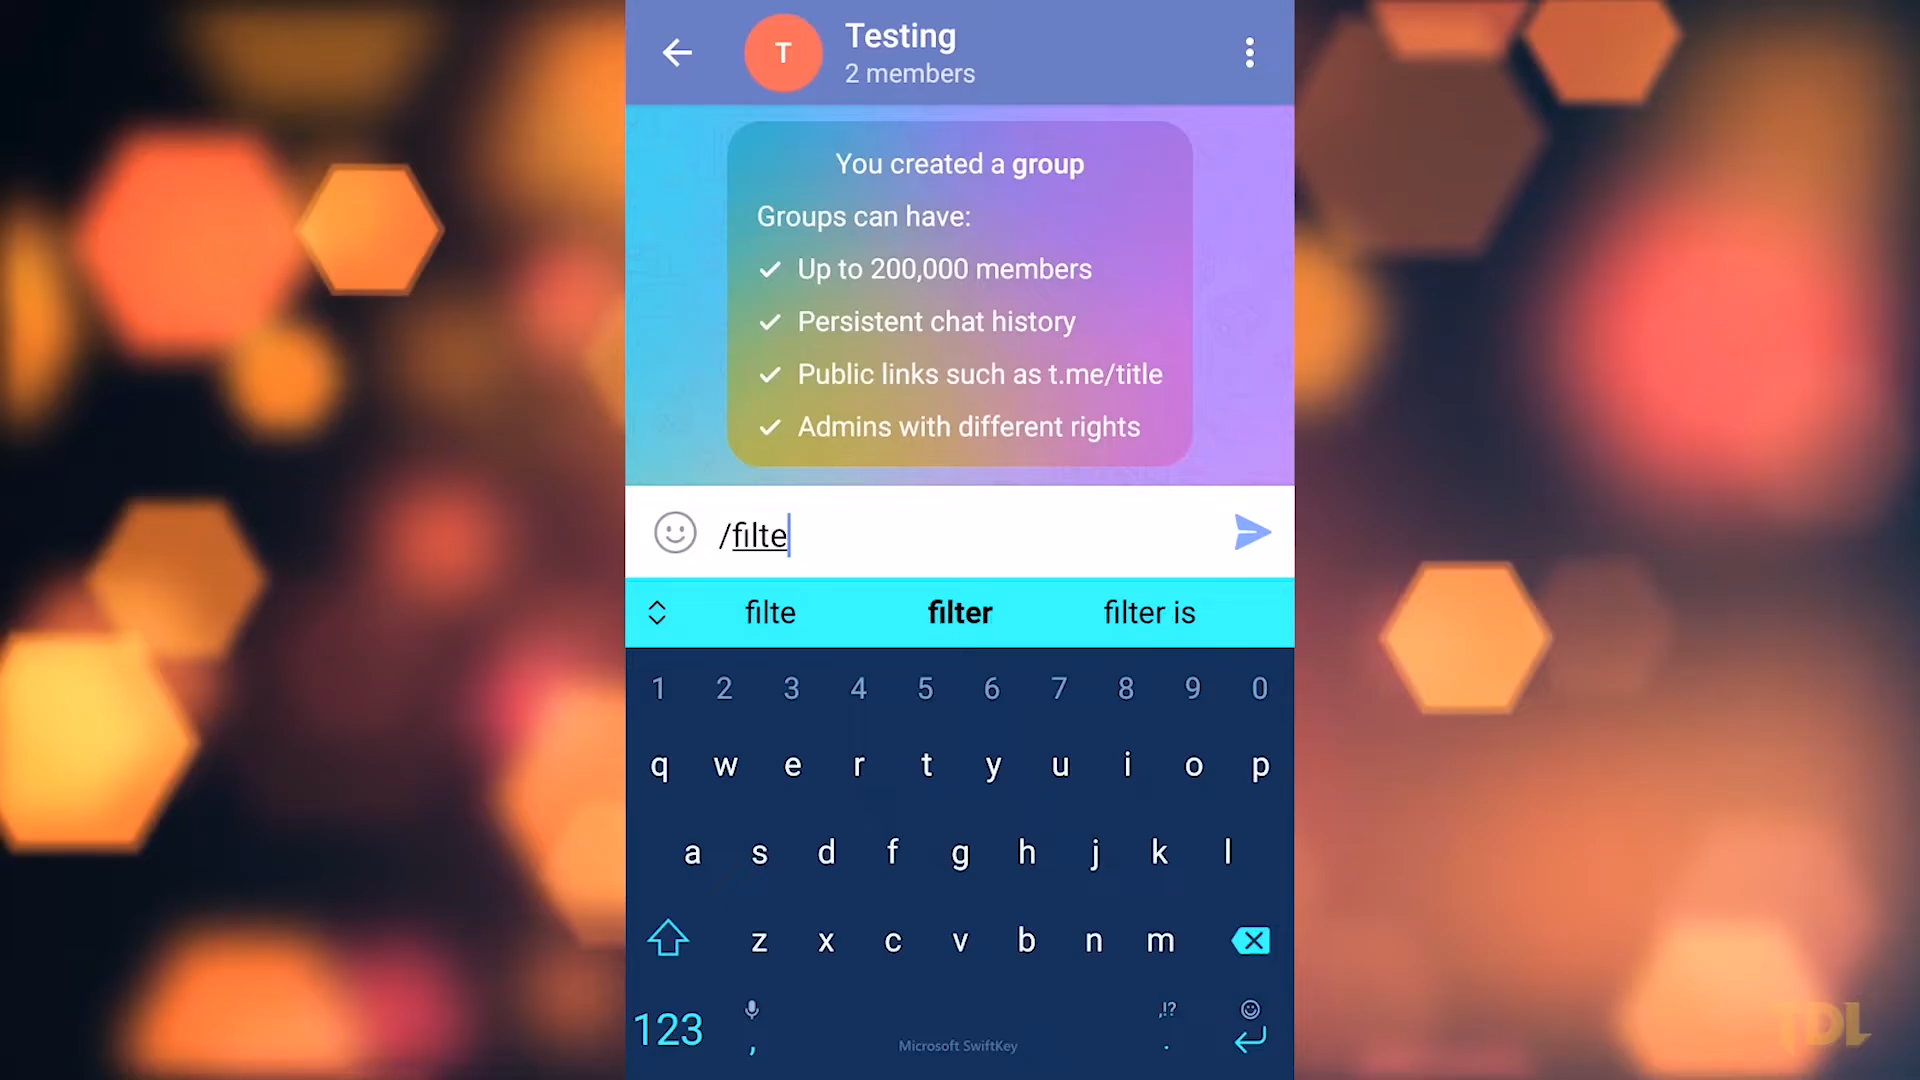 T
Testing
2 members
You created a group
Groups can have:
Up to 200,000 members
Persistent chat history
Public links such as t.me/title
Admins with different rights
/filte
filte filter filter is
1 2 3 4 5 6 7 8 9 0
q w e r t y u i o p
a s d f g h j k l
z x c v b n m
,!?
123 , Microsoft SwiftKey .
TDL